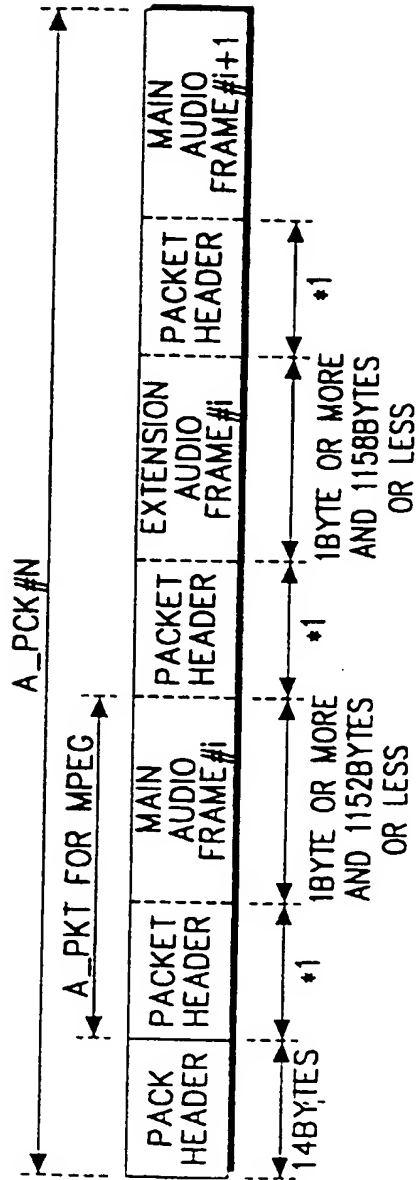 A_PCK#N
A_PKT FOR MPEG
PACK
HEADER
PACKET
HEADER
MAIN
AUDIO
FRAME#i
PACKET
HEADER
EXTENSION
AUDIO
FRAME#i
PACKET
HEADER
MAIN
AUDIO
FRAME#i+1
14BYTES
*1
1BYTE OR MORE
AND 1152BYTES
OR LESS
*1
1BYTE OR MORE
AND 1158BYTES
OR LESS
*1